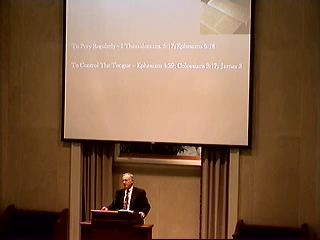 To Pray Regularly – I Thessalonians 5:17; Ephesians 6:18
To Control The Tongue – Ephesians 4:29; Colossians 3:17; James 3